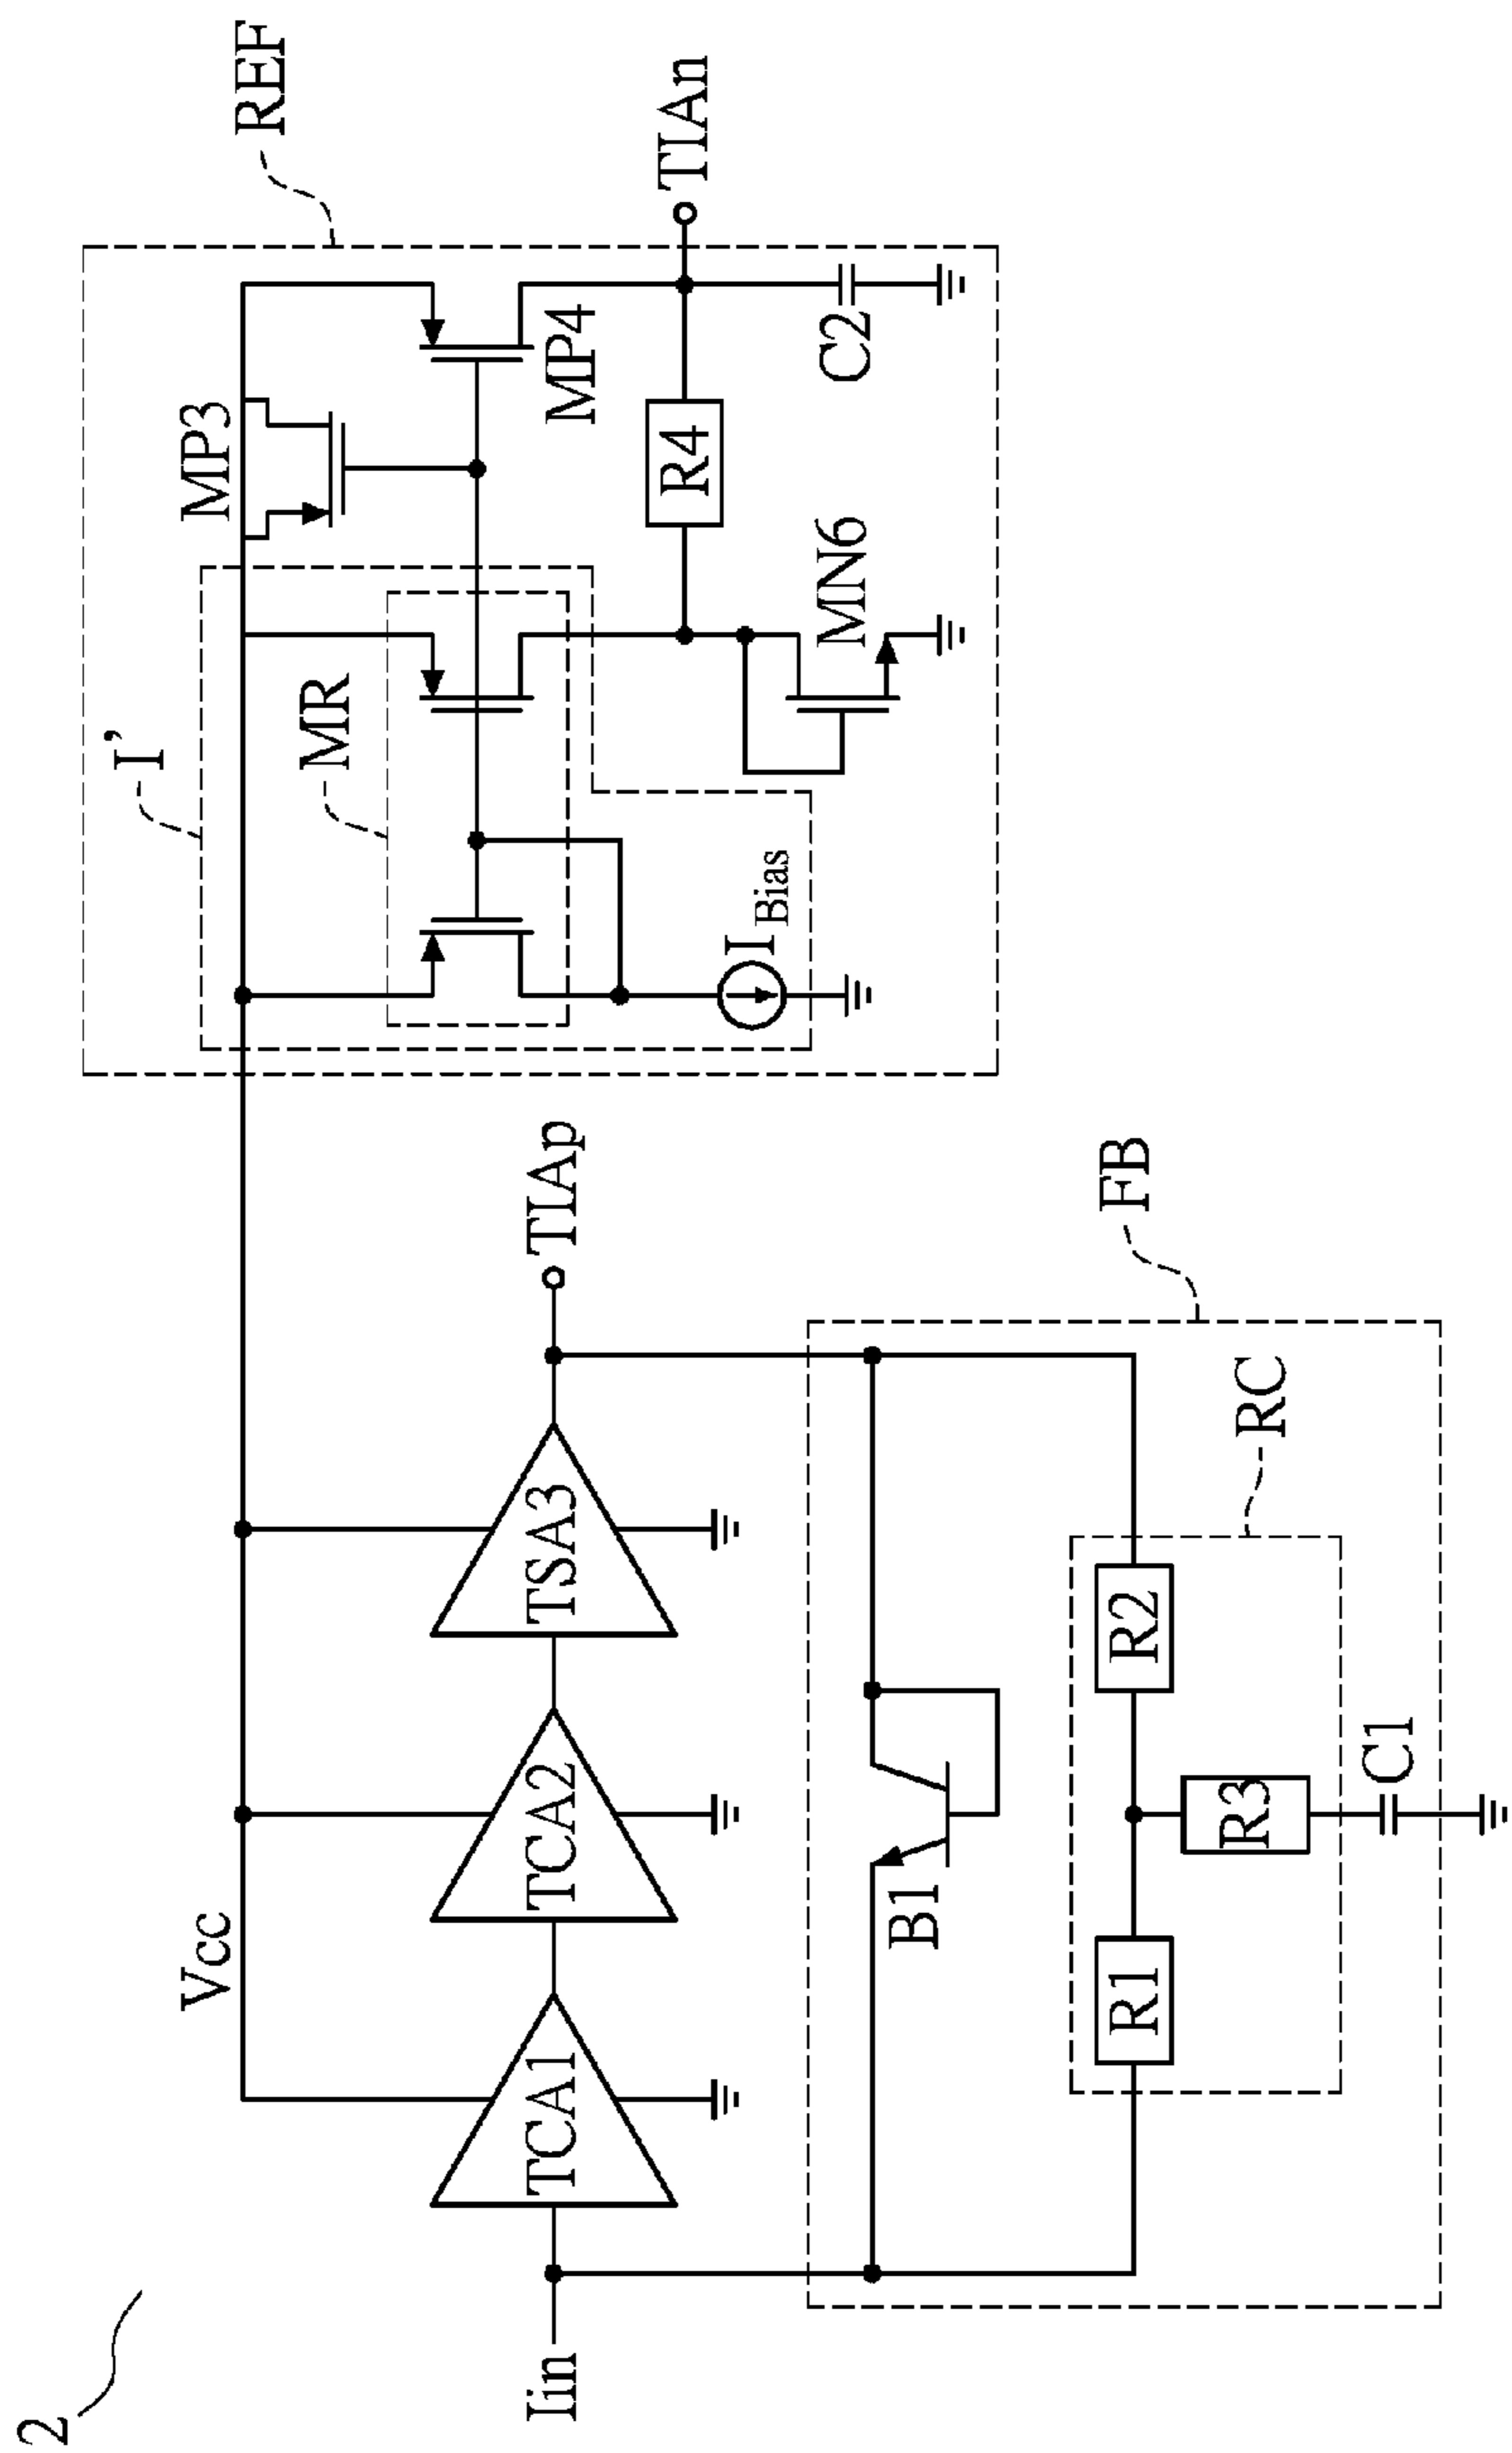 2
Vcc
MP3
REF
I'
MR
MP4
TIAn
R4
C2
MN6
I Bias
Iin
TCA1
TCA2
TSA3
TIAp
B1
FB
R1
R2
RC
R3
C1